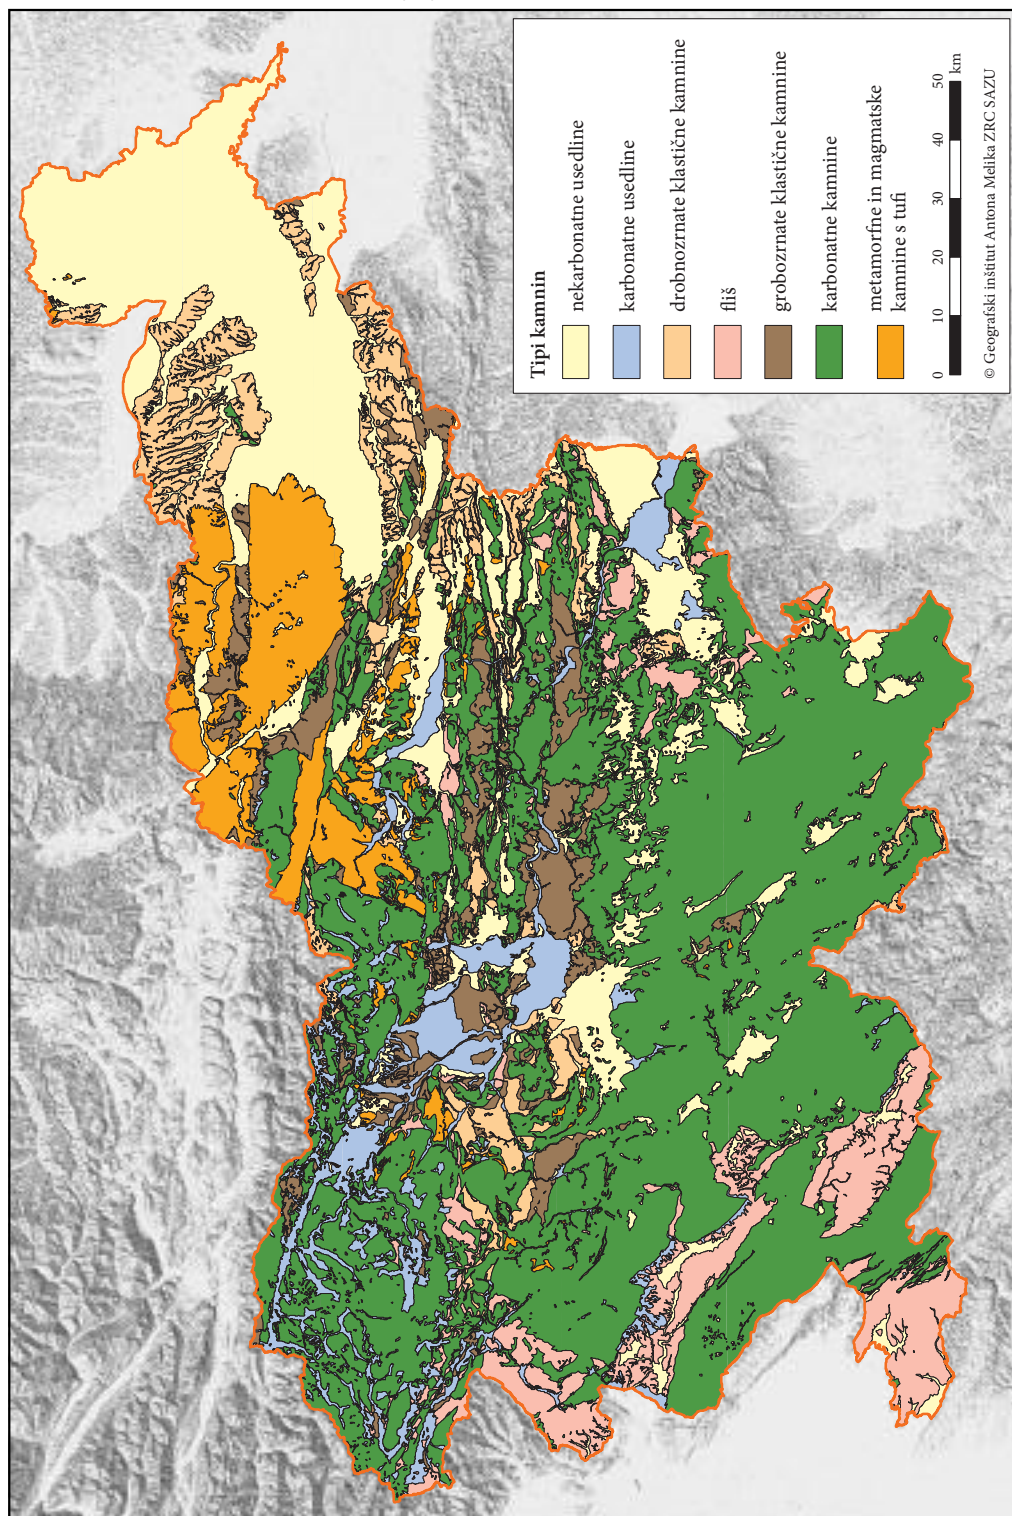 Tipi kamnin
nekarbonatne usedline
karbonatne usedline
drobnozrnate klastične kamnine
fliš
grobozrnate klastične kamnine
karbonatne kamnine
metamorfne in magmatske
kamnine s tufi
0 10 20 30 40 50
km
© Geografski inštitut Antona Melika ZRC SAZU